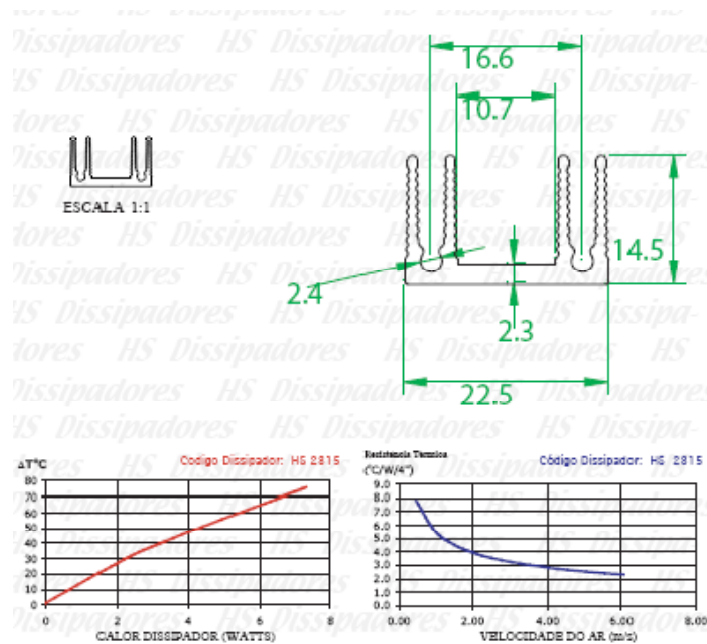 16.6
10.7
ESCALA 1:1
14.5
2.4
2.3
22.5
ΔT°C
Código Dissipador: HS 2815
80
70
60
50
40
30
20
10
0
0 2 4 6 8
CALOR DISSIPADOR (WATTS)
Resistencia Termica
(°C/W/4")
Código Dissipador: HS 2815
9.0
8.0
7.0
6.0
5.0
4.0
3.0
2.0
1.0
0.0
0.00 2.00 4.00 6.00 8.00
VELOCIDADE DO AR (m/s)
HS Dissipadores